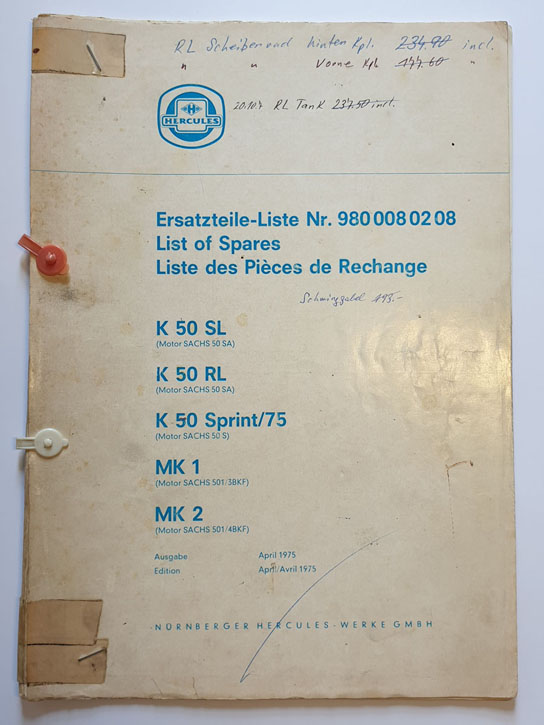 RL Scheibenrad hinten kpl. 234.90 incl.
" " Vorne kpl 177.60 "
HERCULES
20.10.7 RL Tank 237.50 incl.
Ersatzteile-Liste Nr. 980 008 02 08
List of Spares
Liste des Pièces de Rechange
193.-
K 50 SL
(Motor SACHS 50 SA)
K 50 RL
(Motor SACHS 50 SA)
K 50 Sprint/75
(Motor SACHS 50 S)
MK 1
(Motor SACHS 501/3BKF)
MK 2
(Motor SACHS 501/4BKF)
Ausgabe April 1975
Edition April/Avril 1975
NÜRNBERGER HERCULES-WERKE GMBH